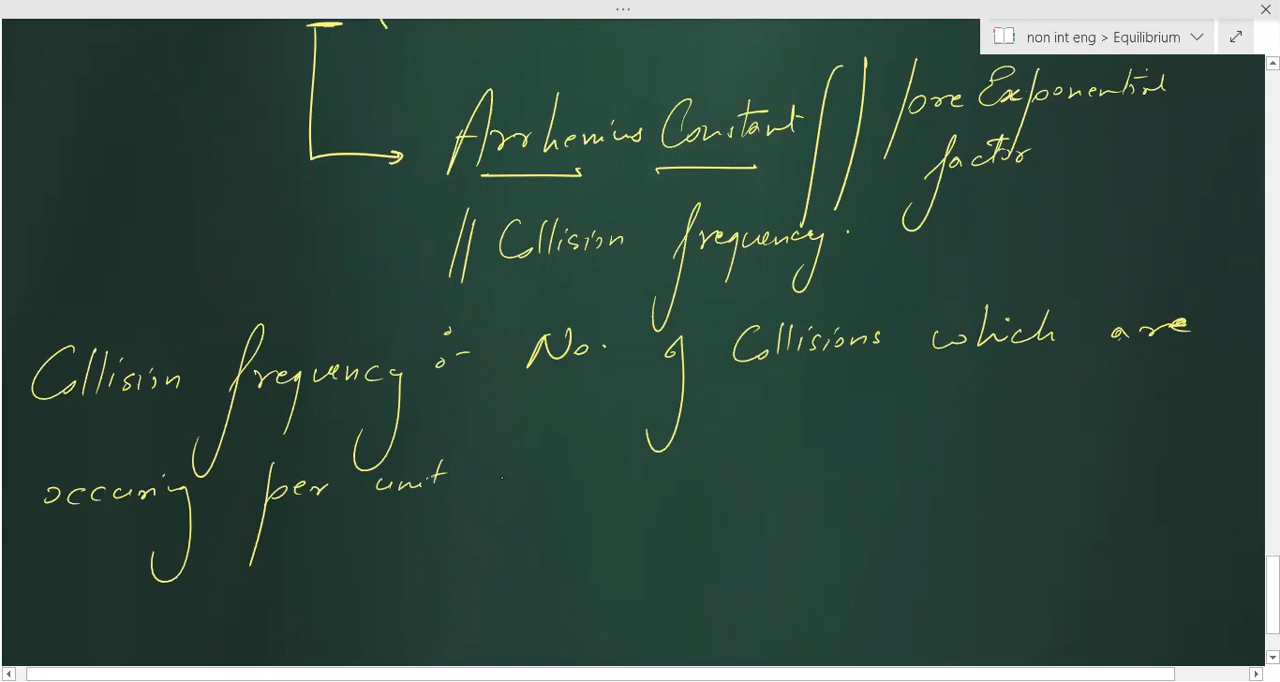 non int eng > Equilibrium
Arrhenius Constant // pre Exponential
factor
// Collision frequency.
Collision frequency :- No. of Collisions which are
occuring per unit